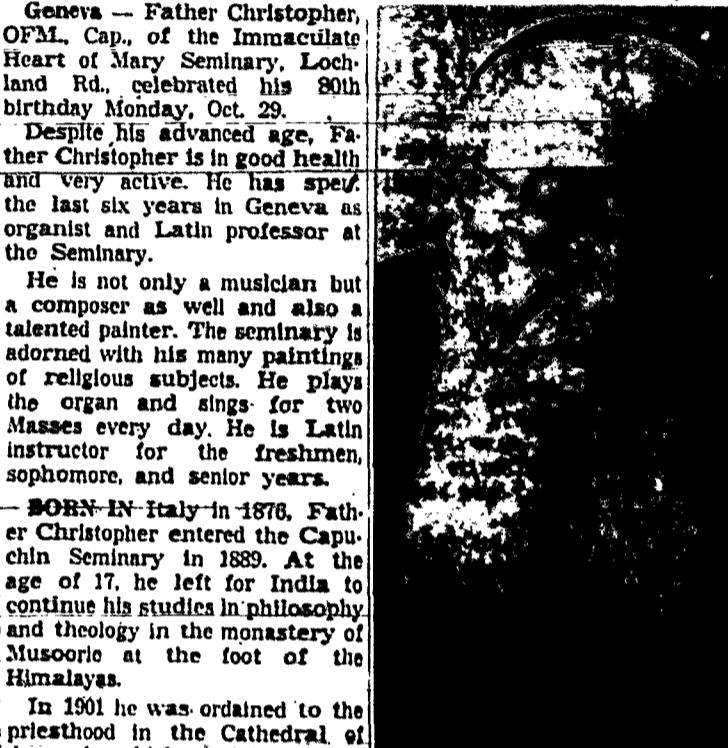 Geneva — Father Christopher,
OFM., Cap., of the Immaculate
Heart of Mary Seminary, Loch-
land Rd., celebrated his 80th
birthday Monday, Oct. 29.
Despite his advanced age, Fa-
ther Christopher is in good health
and very active. He has
the last six years in Geneva as
organist and Latin professor at
the Seminary.
He is not only a musician but
a composer as well and also a
talented painter. The seminary is
adorned with his many paintings
of religious subjects. He plays
the organ and sings for two
Masses every day. He is Latin
instructor for the freshmen,
sophomore, and senior years.
— BORN IN Italy in 1876, Fath-
er Christopher entered the Capu-
chin Seminary in 1889. At the
age of 17, he left for India to
continue his studies in philosophy
and theology in the monastery of
Musoorie at the foot of the
Himalayas.
In 1901 he was ordained to the
priesthood in the Cathedral of